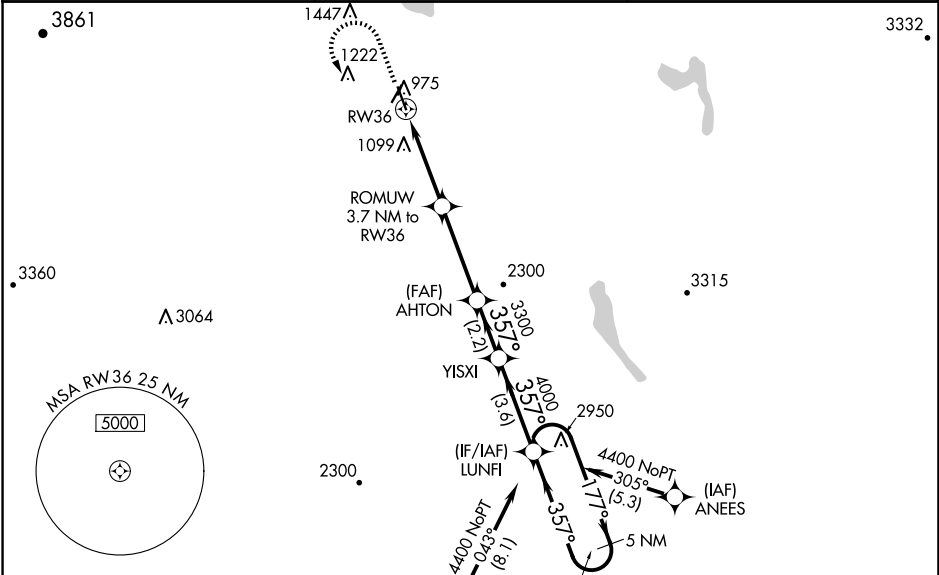 3861
1447
3332
1222
975
RW36
1099
ROMUW
3.7 NM to
RW36
3360
2300
3315
(FAF)
AHTON
3064
3300
357°
(2.2)
YISXI
MSA RW36 25 NM
5000
4000
357°
(3.6)
2950
(IF/IAF)
LUNFI
4400 NoPT
305°
(5.3)
(IAF)
ANEES
2300
177°
357°
4400 NoPT
043°
(8.1)
5 NM